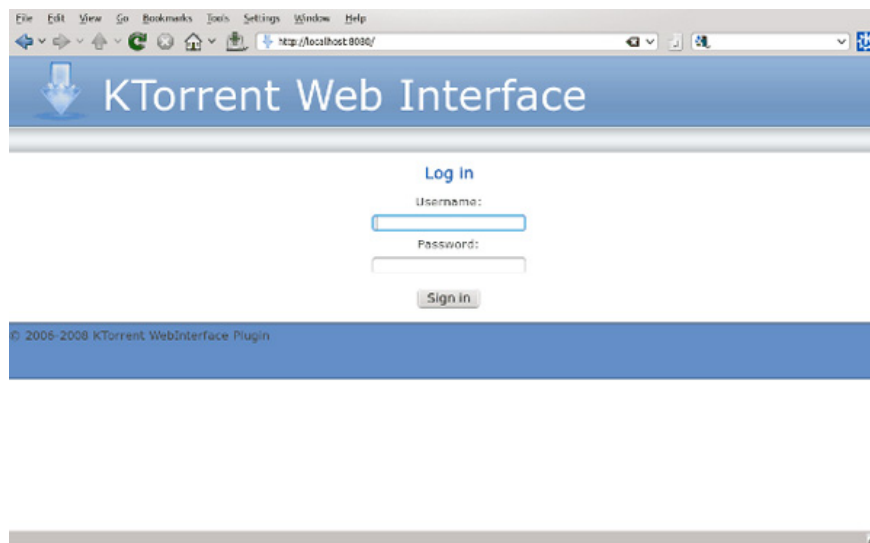 File Edit View Go Bookmarks Tools Settings Window Help
http://localhost:8080/
KTorrent Web Interface
Log in
Username:
Password:
Sign in
© 2006-2008 KTorrent WebInterface Plugin